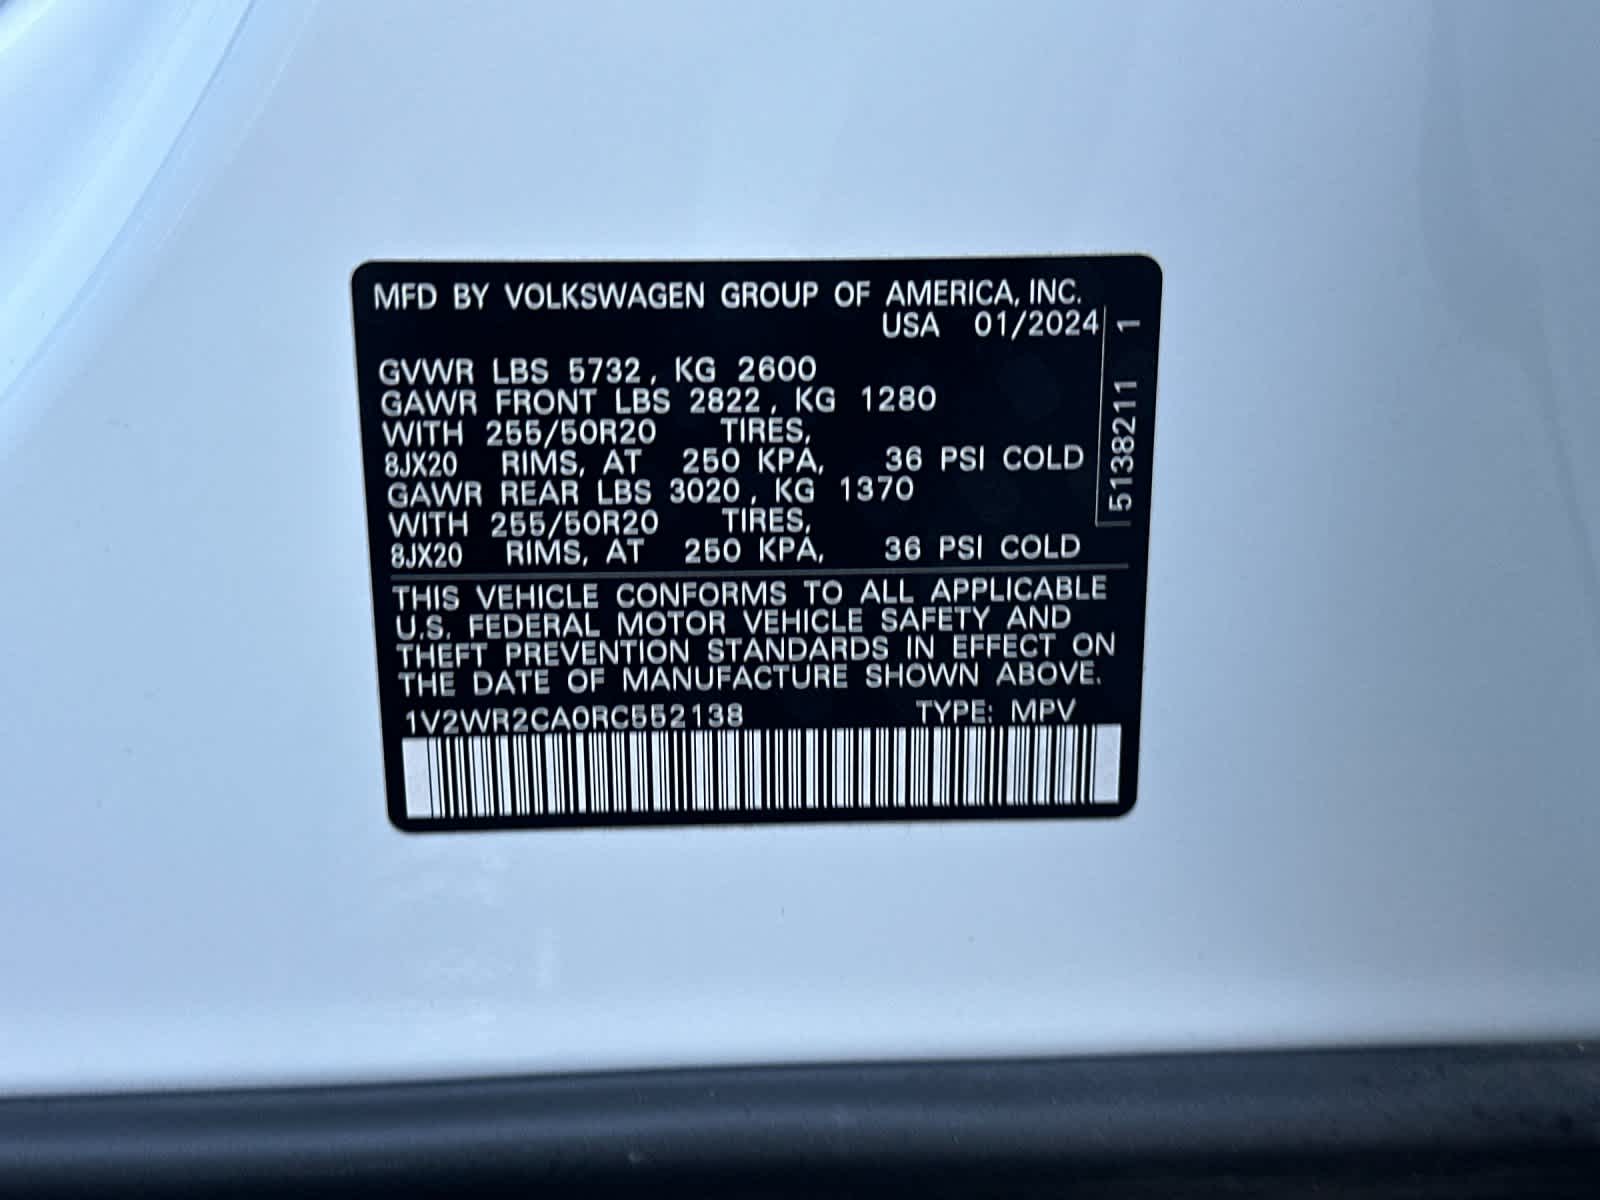 MFD BY VOLKSWAGEN GROUP OF AMERICA, INC.
USA 01/2024
GVWR LBS 5732, KG 2600
GAWR FRONT LBS 2822, KG 1280
WITH 255/50R20 TIRES,
8JX20 RIMS, AT 250 KPA, 36 PSI COLD
GAWR REAR LBS 3020, KG 1370
WITH 255/50R20 TIRES,
8JX20 RIMS, AT 250 KPA, 36 PSI COLD
5138211 1
THIS VEHICLE CONFORMS TO ALL APPLICABLE
U.S. FEDERAL MOTOR VEHICLE SAFETY AND
THEFT PREVENTION STANDARDS IN EFFECT ON
THE DATE OF MANUFACTURE SHOWN ABOVE.
1V2WR2CA0RC552138 TYPE: MPV